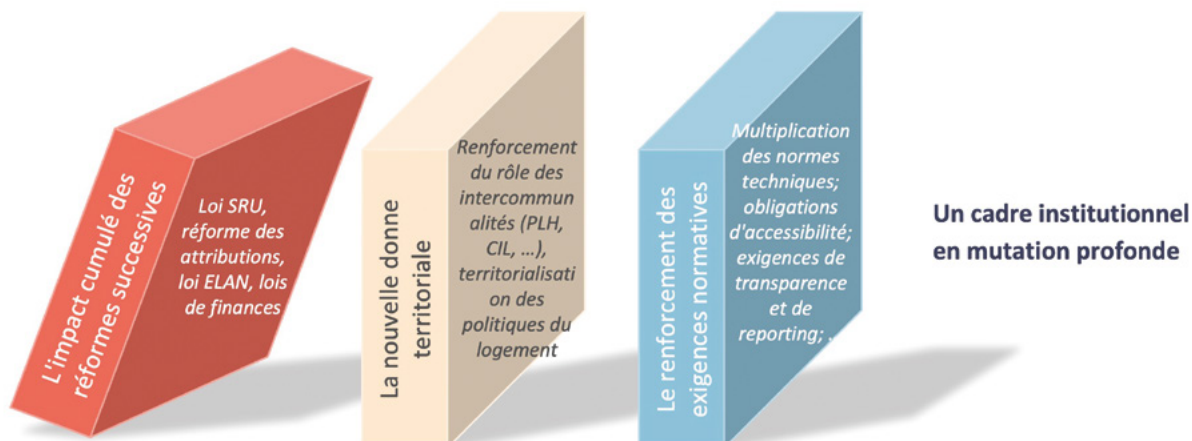 L'impact cumulé des
réformes successives
Loi SRU,
réforme des
attributions,
loi ELAN, lois
de finances
La nouvelle donne
territoriale
Renforcement
du rôle des
intercommun
alités (PLH,
CIL, ...),
territorialisati
on des
politiques du
logement
Le renforcement des
exigences normatives
Multiplication
des normes
techniques;
obligations
d'accessibilité;
exigences de
transparence
et de
reporting; .
Un cadre institutionnel
en mutation profonde